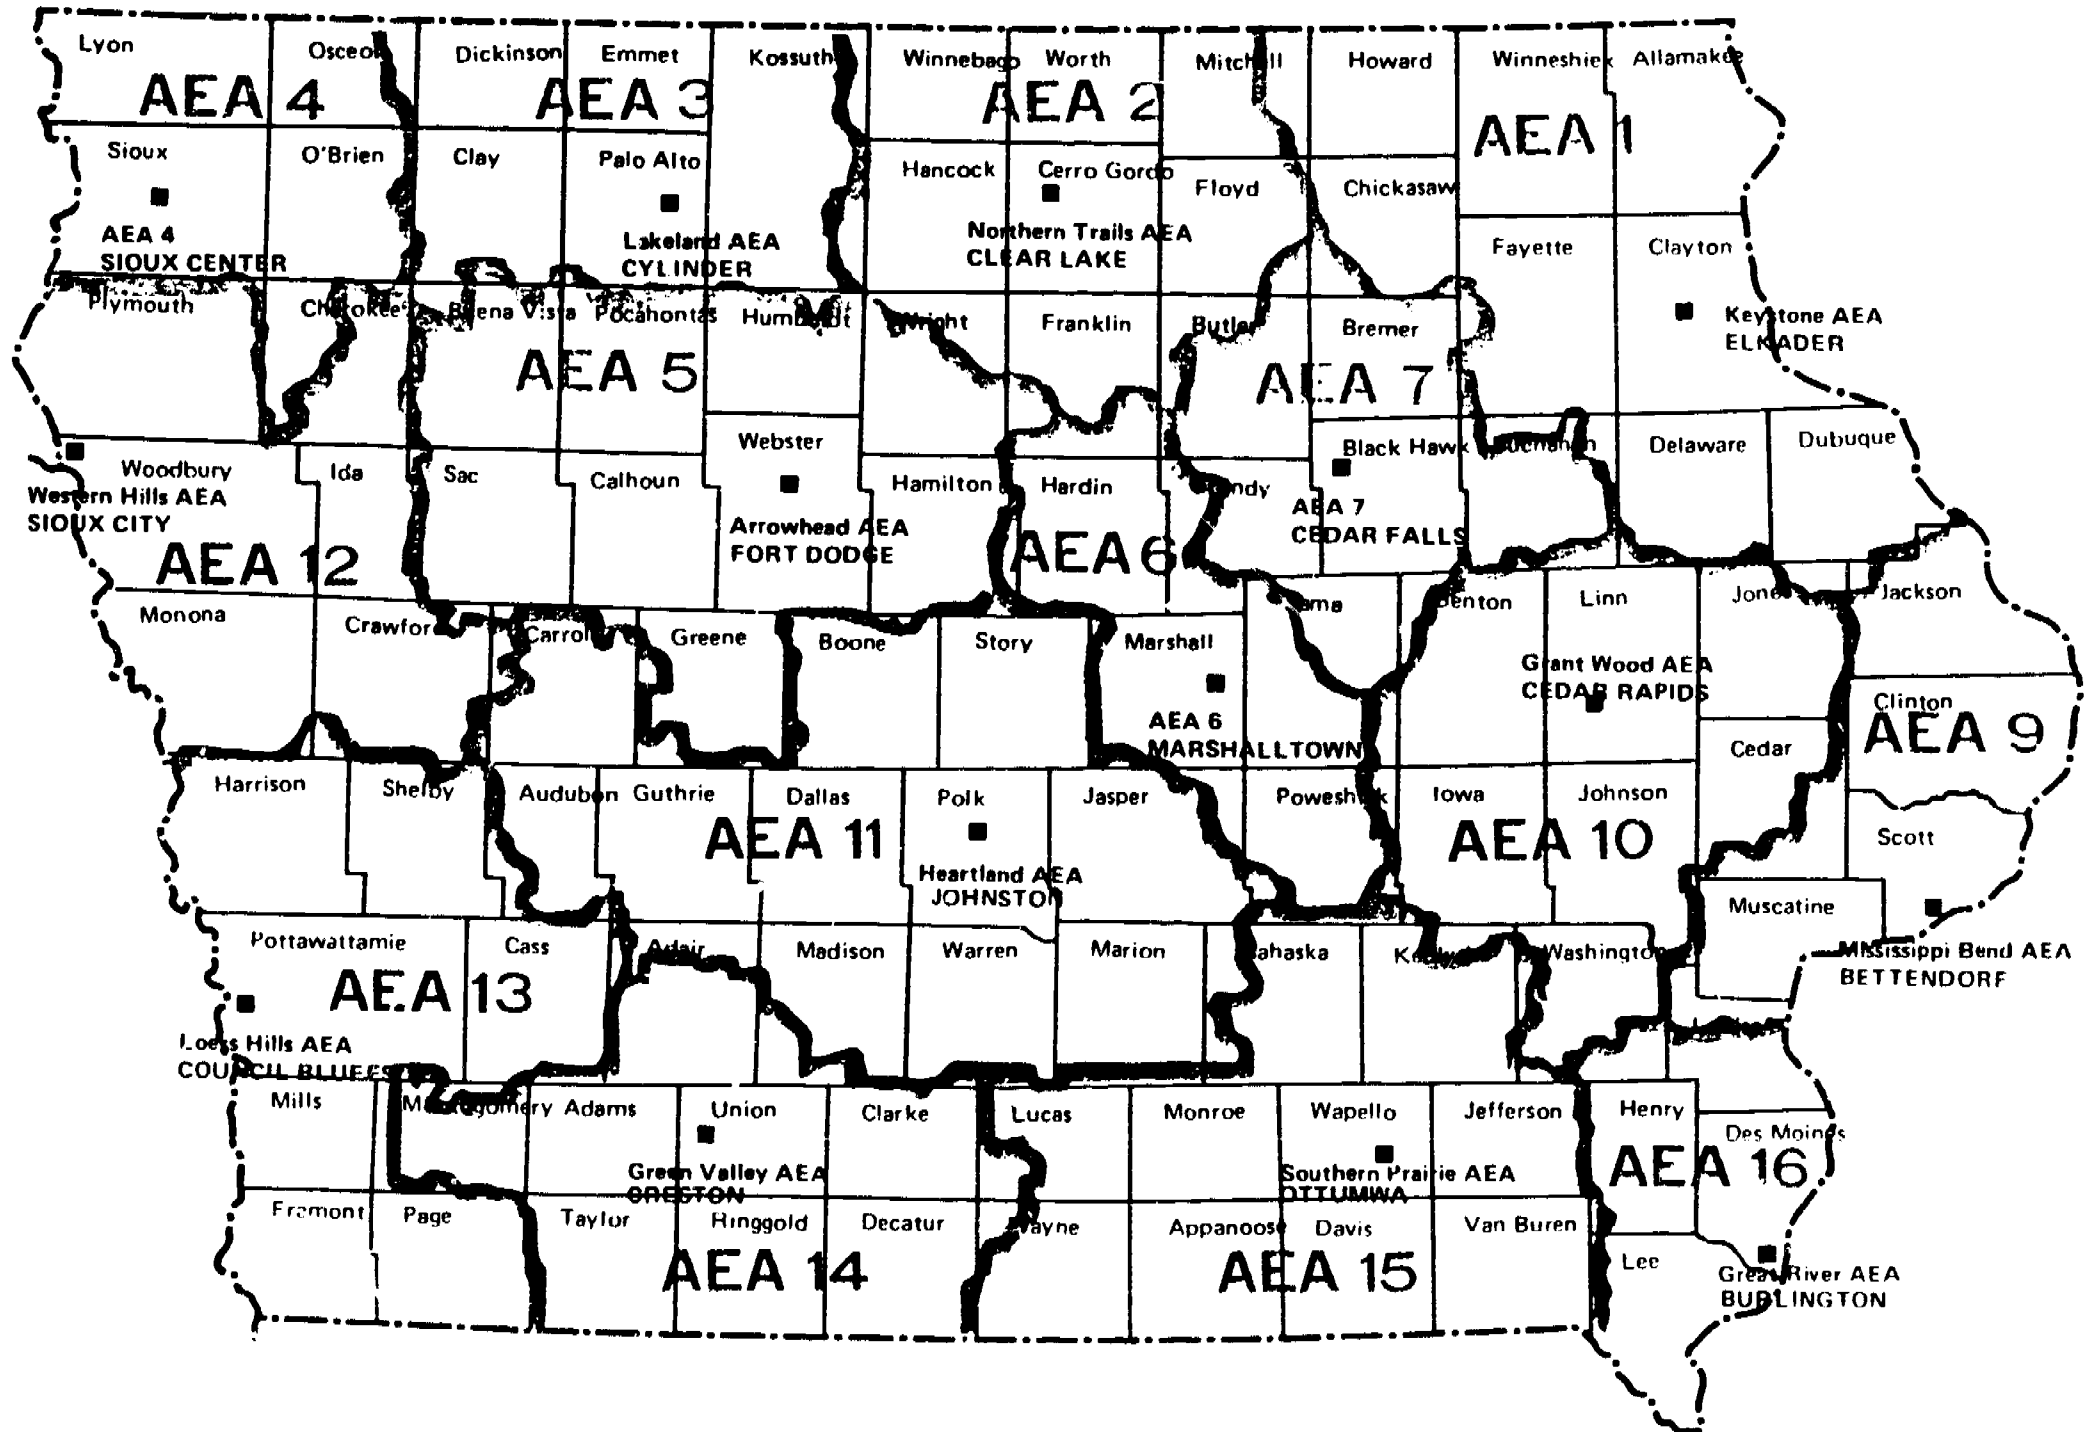 Lyon Osceola Dickinson Emmet Kossuth Winnebago Worth Mitchell Howard Winneshiek Allamakee
AEA 4 AEA 3 AEA 2 AEA 1
Sioux O'Brien Clay Palo Alto Hancock Cerro Gordo Floyd Chickasaw
AEA 4
SIOUX CENTER
Lakeland AEA
CYLINDER
Northern Trails AEA
CLEAR LAKE
Fayette Clayton
Plymouth Cherokee Buena Vista Pocahontas Humboldt Wright Franklin Butler Bremer
Keystone AEA
ELKADER
AEA 5 AEA 7
Webster Black Hawk Buchanan Delaware Dubuque
Woodbury Ida Sac Calhoun Hamilton Hardin
Western Hills AEA
SIOUX CITY
Arrowhead AEA
FORT DODGE
AEA 7
CEDAR FALLS
AEA 12 AEA 6
Monona Crawford Carroll Greene Boone Story Marshall Benton Linn Jones Jackson
AEA 6
MARSHALLTOWN
Grant Wood AEA
CEDAR RAPIDS
Clinton
Cedar
AEA 9
Harrison Shelby Audubon Guthrie Dallas Polk Jasper Poweshiek Iowa Johnson
Scott
AEA 11 AEA 10
Heartland AEA
JOHNSTON
Muscatine
Pottawattamie Cass Adair Madison Warren Marion Mahaska Washington
Mississippi Bend AEA
BETTENDORF
AEA 13
Loess Hills AEA
COUNCIL BLUFFS
Mills Montgomery Adams Union Clarke Lucas Monroe Wapello Jefferson Henry
Des Moines
Green Valley AEA
CRESTON
Southern Prairie AEA
OTTUMWA
AEA 16
Fremont Page Taylor Ringgold Decatur Wayne Appanoose Davis Van Buren
Lee
AEA 14 AEA 15
Great River AEA
BURLINGTON